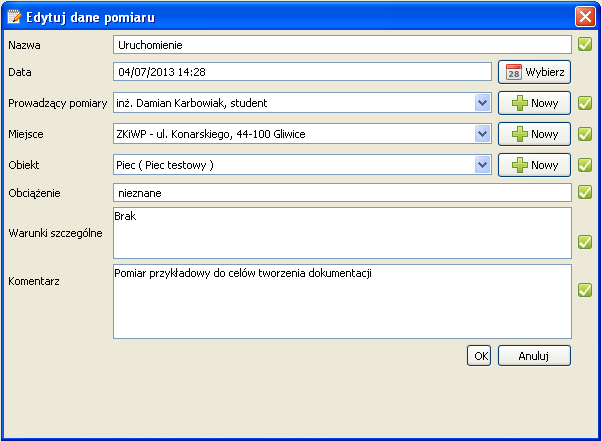 Edytuj dane pomiaru
Nazwa Uruchomienie
Data 04/07/2013 14:28 28 Wybierz
Prowadzący pomiary inż. Damian Karbowiak, student Nowy
Miejsce ZKiWP - ul. Konarskiego, 44-100 Gliwice Nowy
Obiekt Piec ( Piec testowy ) Nowy
Obciążenie nieznane
Warunki szczególne Brak
Komentarz Pomiar przykładowy do celów tworzenia dokumentacji
OK Anuluj